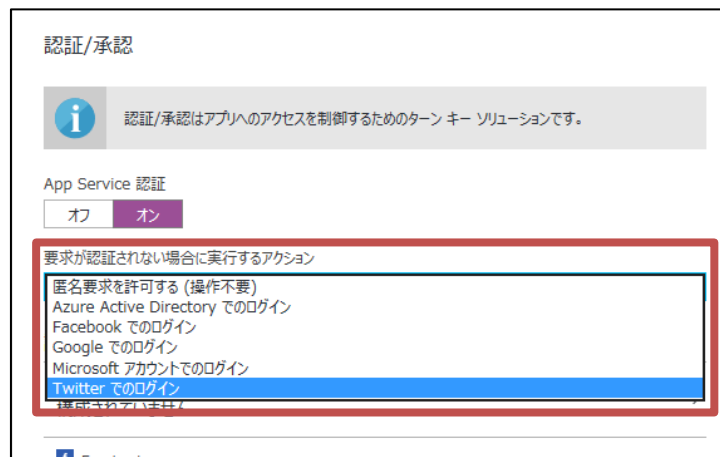 認証/承認
認証/承認はアプリへのアクセスを制御するためのターン キー ソリューションです。
App Service 認証
オフ オン
要求が認証されない場合に実行するアクション
匿名要求を許可する (操作不要)
Azure Active Directory でのログイン
Facebook でのログイン
Google でのログイン
Microsoft アカウントでのログイン
Twitter でのログイン
構成されていません